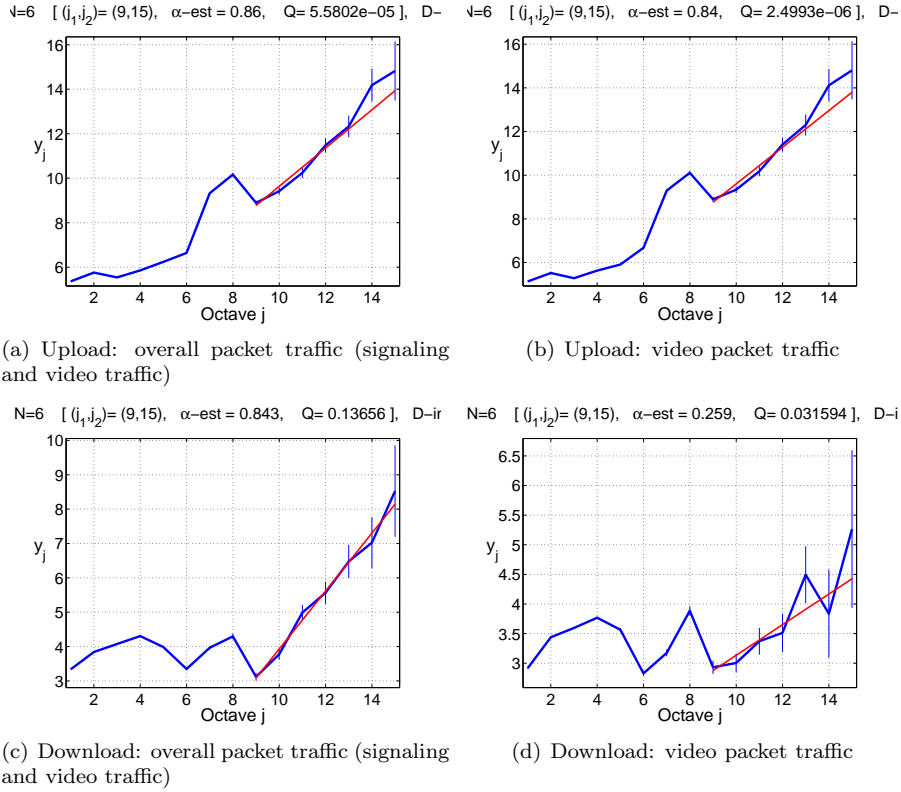 N=6 [ (j1,j2)= (9,15), α-est = 0.86, Q= 5.5802e-05 ], D-
16
14
12
10
8
6
yj
2 4 6 8 10 12 14
Octave j
(a) Upload: overall packet traffic (signaling
and video traffic)
N=6 [ (j1,j2)= (9,15), α-est = 0.84, Q= 2.4993e-06 ], D-
16
14
12
10
8
6
yj
2 4 6 8 10 12 14
Octave j
(b) Upload: video packet traffic
N=6 [ (j1,j2)= (9,15), α-est = 0.843, Q= 0.13656 ], D-in
10
9
8
7
6
5
4
3
yj
2 4 6 8 10 12 14
Octave j
(c) Download: overall packet traffic (signaling
and video traffic)
N=6 [ (j1,j2)= (9,15), α-est = 0.259, Q= 0.031594 ], D-i
6.5
6
5.5
5
4.5
4
3.5
3
yj
2 4 6 8 10 12 14
Octave j
(d) Download: video packet traffic